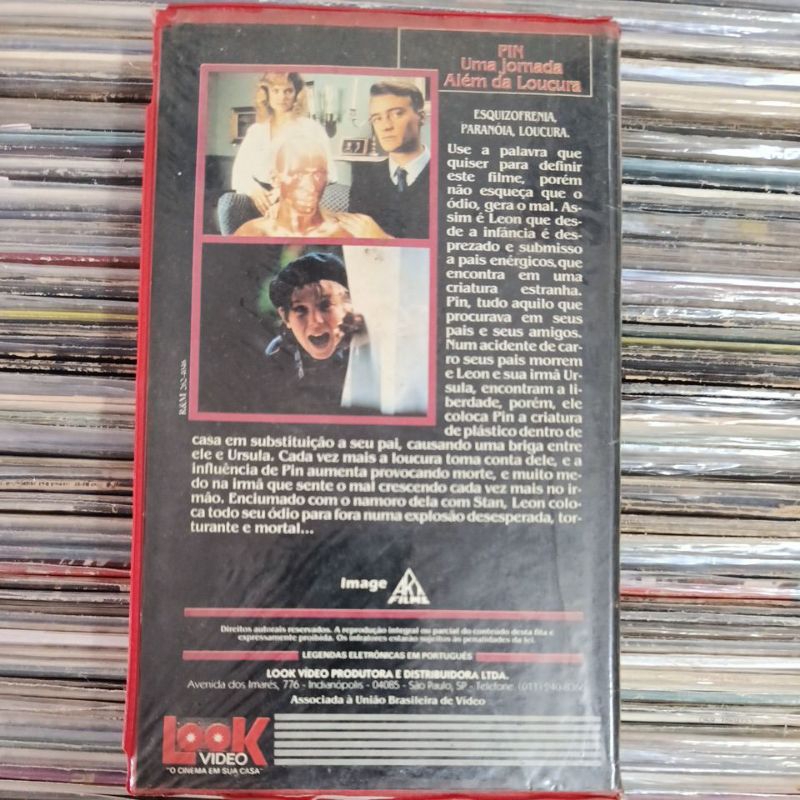 PIN
Uma Jornada
Além da Loucura
ESQUIZOFRENIA,
PARANÓIA, LOUCURA.
Use a palavra que
quiser para definir
este filme, porém
não esqueça que o
ódio, gera o mal. As-
sim é Leon que des-
de a infância é des-
prezado e submisso
a pais enérgicos, que
encontra em uma
criatura estranha.
Pin, tudo aquilo que
procurava em seus
pais e seus amigos.
Num acidente de car-
ro seus pais morrem
e Leon e sua irmã Ur-
sula, encontram a li-
berdade, porém, ele
coloca Pin a criatura
de plástico dentro de
casa em substituição a seu pai, causando uma briga entre
ele e Ursula. Cada vez mais a loucura toma conta dele, e a
influência de Pin aumenta provocando morte, e muito me-
do na irmã que sente o mal crescendo cada vez mais no ir-
mão. Enciumado com o namoro dela com Stan, Leon colo-
ca todo seu ódio para fora numa explosão desesperada, tor-
turante e mortal...
R&M
Image
FILMS
Direitos autorais reservados. A reprodução integral ou parcial do conteúdo desta fita é
expressamente proibida. Os infratores estarão sujeitos às penalidades da lei.
LEGENDAS ELETRÔNICAS EM PORTUGUÊS
LOOK VÍDEO PRODUTORA E DISTRIBUIDORA LTDA.
Avenida dos Imarés, 776 - Indianópolis - 04085 - São Paulo, SP - Telefone (011)
Associada à União Brasileira de Vídeo
LOOK
VIDEO
"O CINEMA EM SUA CASA"